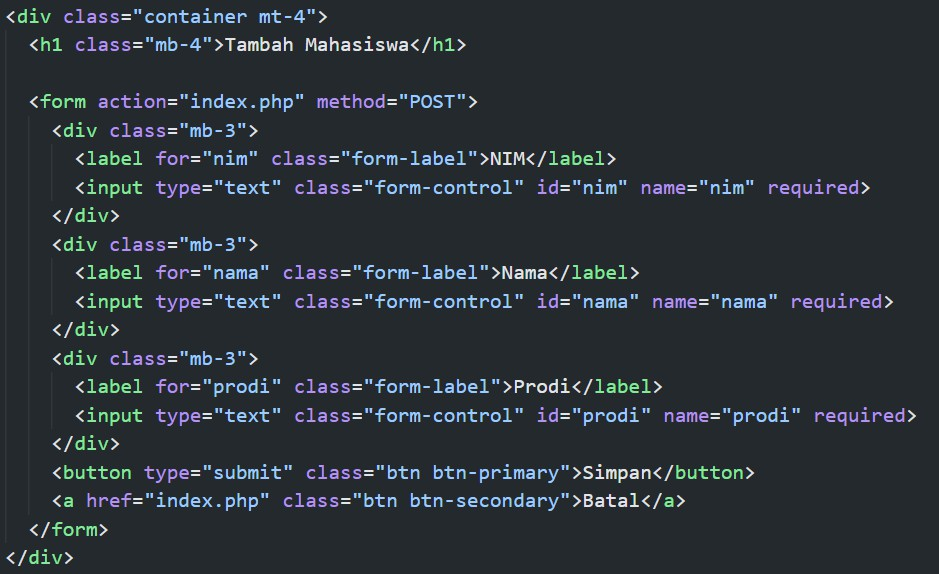 <div class="container mt-4">
  <h1 class="mb-4">Tambah Mahasiswa</h1>

  <form action="index.php" method="POST">
    <div class="mb-3">
      <label for="nim" class="form-label">NIM</label>
      <input type="text" class="form-control" id="nim" name="nim" required>
    </div>
    <div class="mb-3">
      <label for="nama" class="form-label">Nama</label>
      <input type="text" class="form-control" id="nama" name="nama" required>
    </div>
    <div class="mb-3">
      <label for="prodi" class="form-label">Prodi</label>
      <input type="text" class="form-control" id="prodi" name="prodi" required>
    </div>
    <button type="submit" class="btn btn-primary">Simpan</button>
    <a href="index.php" class="btn btn-secondary">Batal</a>
  </form>
</div>